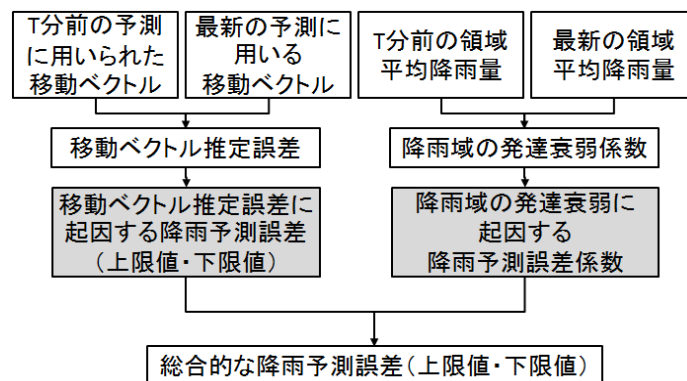 T分前の予測
に用いられた
移動ベクトル
最新の予測に
用いる
移動ベクトル
T分前の領域
平均降雨量
最新の領域
平均降雨量
移動ベクトル推定誤差
降雨域の発達衰弱係数
移動ベクトル推定誤差に
起因する降雨予測誤差
（上限値・下限値）
降雨域の発達衰弱に
起因する
降雨予測誤差係数
総合的な降雨予測誤差（上限値・下限値）